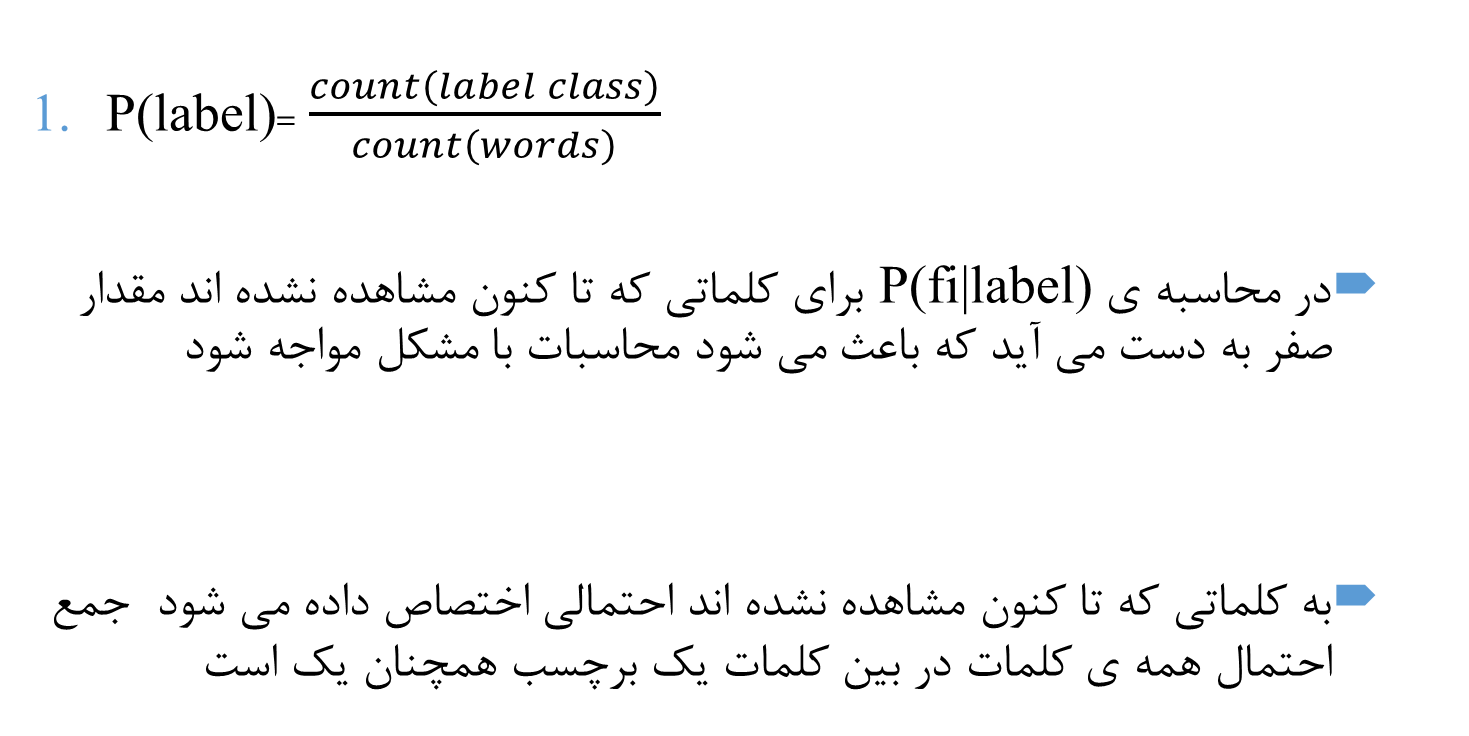 1. P(label)= count(label class) / count(words)
در محاسبه ی P(fi|label) برای کلماتی که تا کنون مشاهده نشده اند مقدار
صفر به دست می آید که باعث می شود محاسبات با مشکل مواجه شود
به کلماتی که تا کنون مشاهده نشده اند احتمالی اختصاص داده می شود جمع
احتمال همه ی کلمات در بین کلمات یک برچسب همچنان یک است